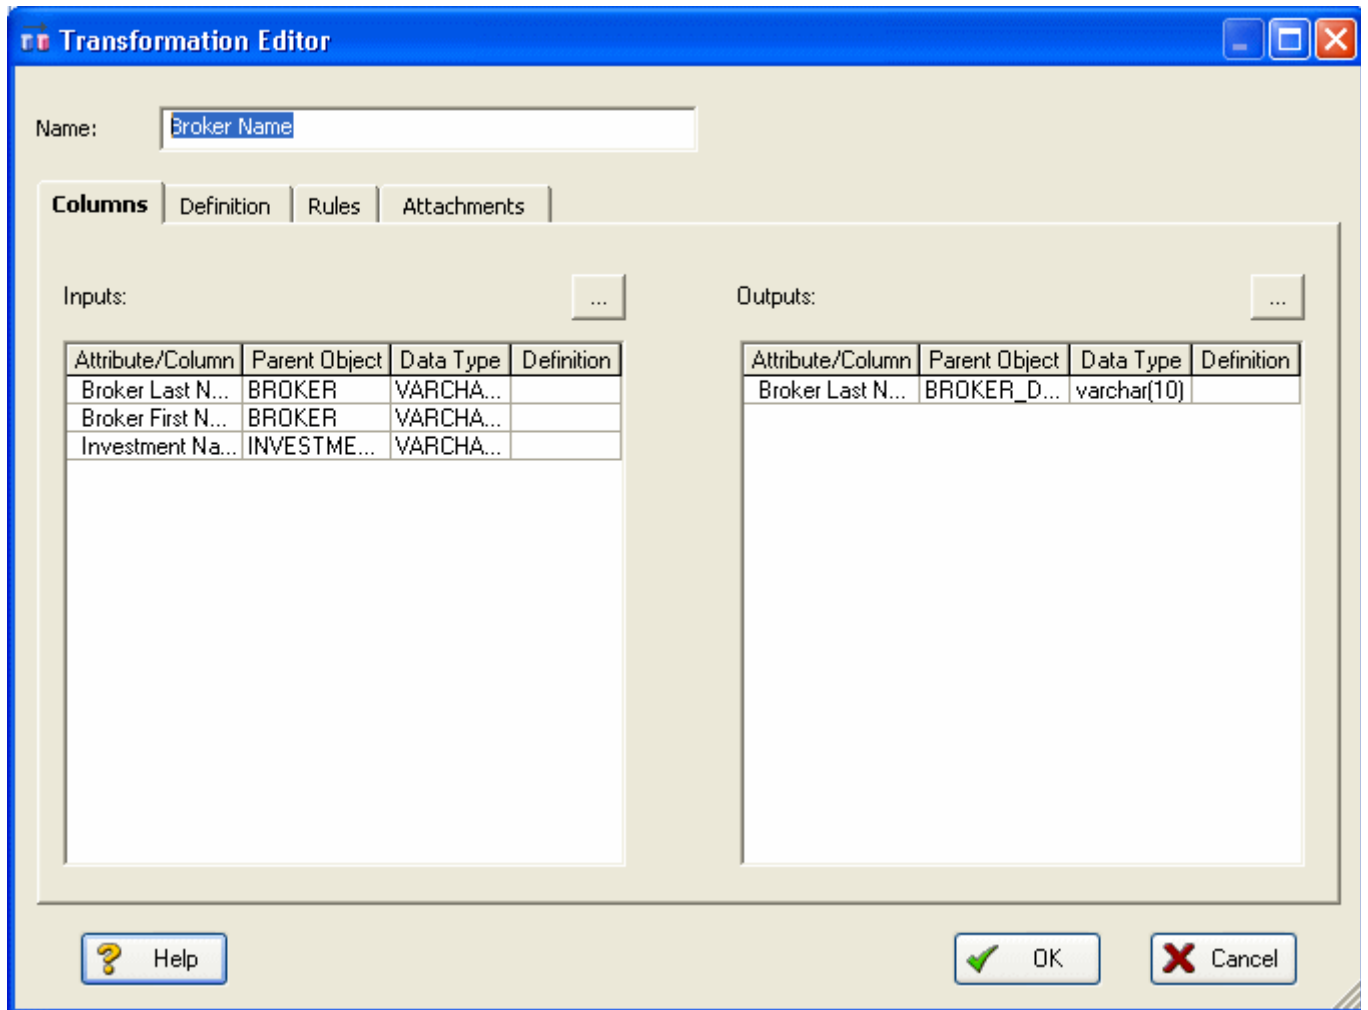 Transformation Editor
Name: Broker Name
Columns Definition Rules Attachments
Inputs: ... Outputs: ...
Attribute/Column Parent Object Data Type Definition Attribute/Column Parent Object Data Type Definition
Broker Last N... BROKER VARCHA... Broker Last N... BROKER_D... varchar(10)
Broker First N... BROKER VARCHA...
Investment Na... INVESTME... VARCHA...
Help OK Cancel